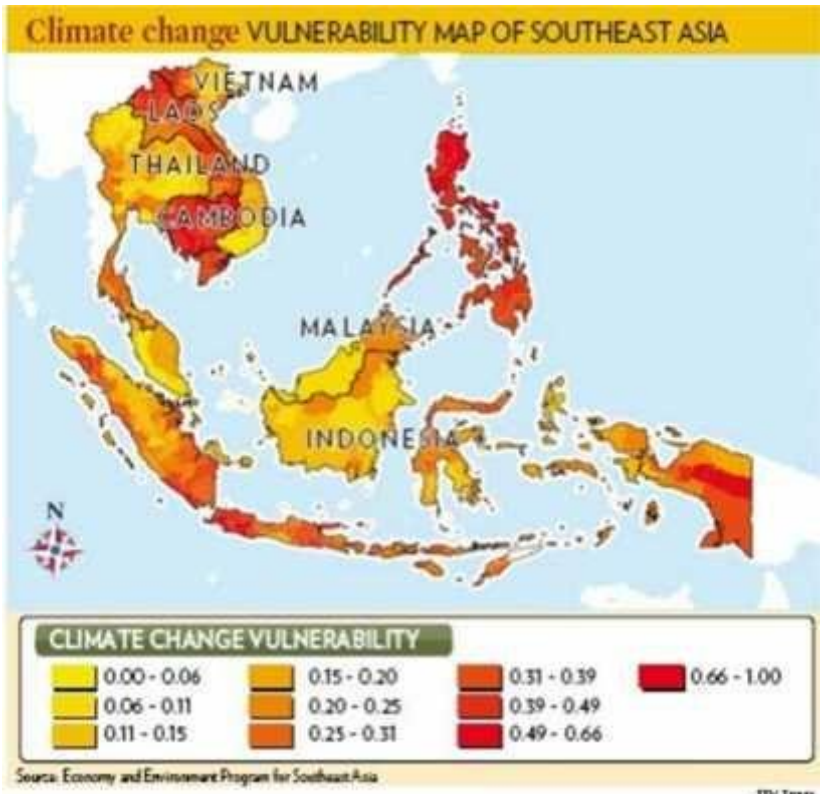 Climate change VULNERABILITY MAP OF SOUTHEAST ASIA
VIETNAM
LAOS
THAILAND
CAMBODIA
MALAYSIA
INDONESIA
N
CLIMATE CHANGE VULNERABILITY
0.00 - 0.06 0.15 - 0.20 0.31 - 0.39 0.66 - 1.00
0.06 - 0.11 0.20 - 0.25 0.39 - 0.49
0.11 - 0.15 0.25 - 0.31 0.49 - 0.66
Source: Economy and Environment Program for Southeast Asia